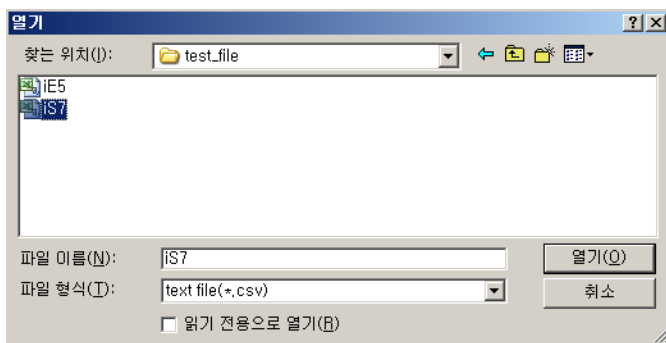 열기
찾는 위치(I):
test_file
iE5
iS7
파일 이름(N):
iS7
열기(O)
파일 형식(T):
text file(*.csv)
취소
읽기 전용으로 열기(R)